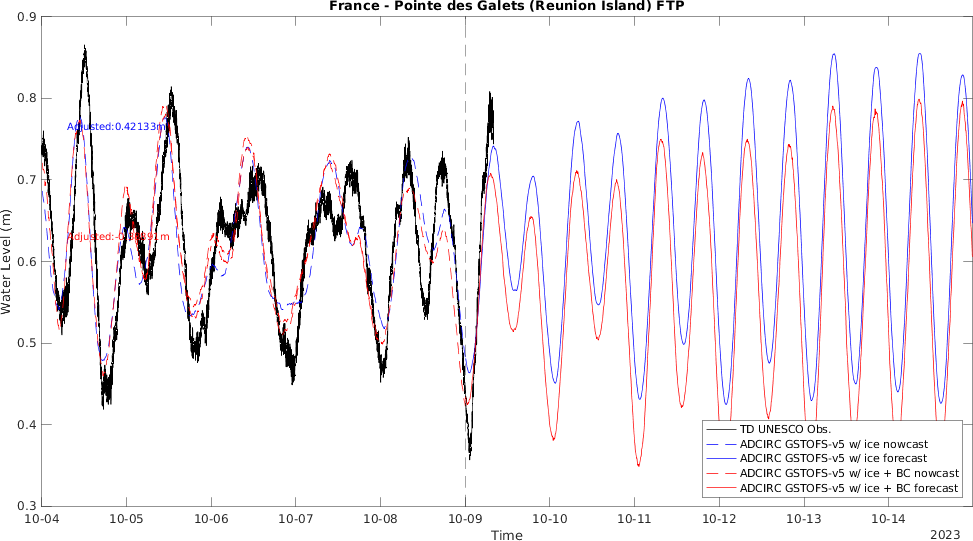 France - Pointe des Galets (Reunion Island) FTP
Water Level (m)
0.9
0.8
0.7
0.6
0.5
0.4
0.3
Adjusted:0.42133m
TD UNESCO Obs.
ADCIRC GSTOFS-v5 w/ ice nowcast
ADCIRC GSTOFS-v5 w/ ice forecast
ADCIRC GSTOFS-v5 w/ ice + BC nowcast
ADCIRC GSTOFS-v5 w/ ice + BC forecast
10-04 10-05 10-06 10-07 10-08 10-09 10-10 10-11 10-12 10-13 10-14
Time
2023